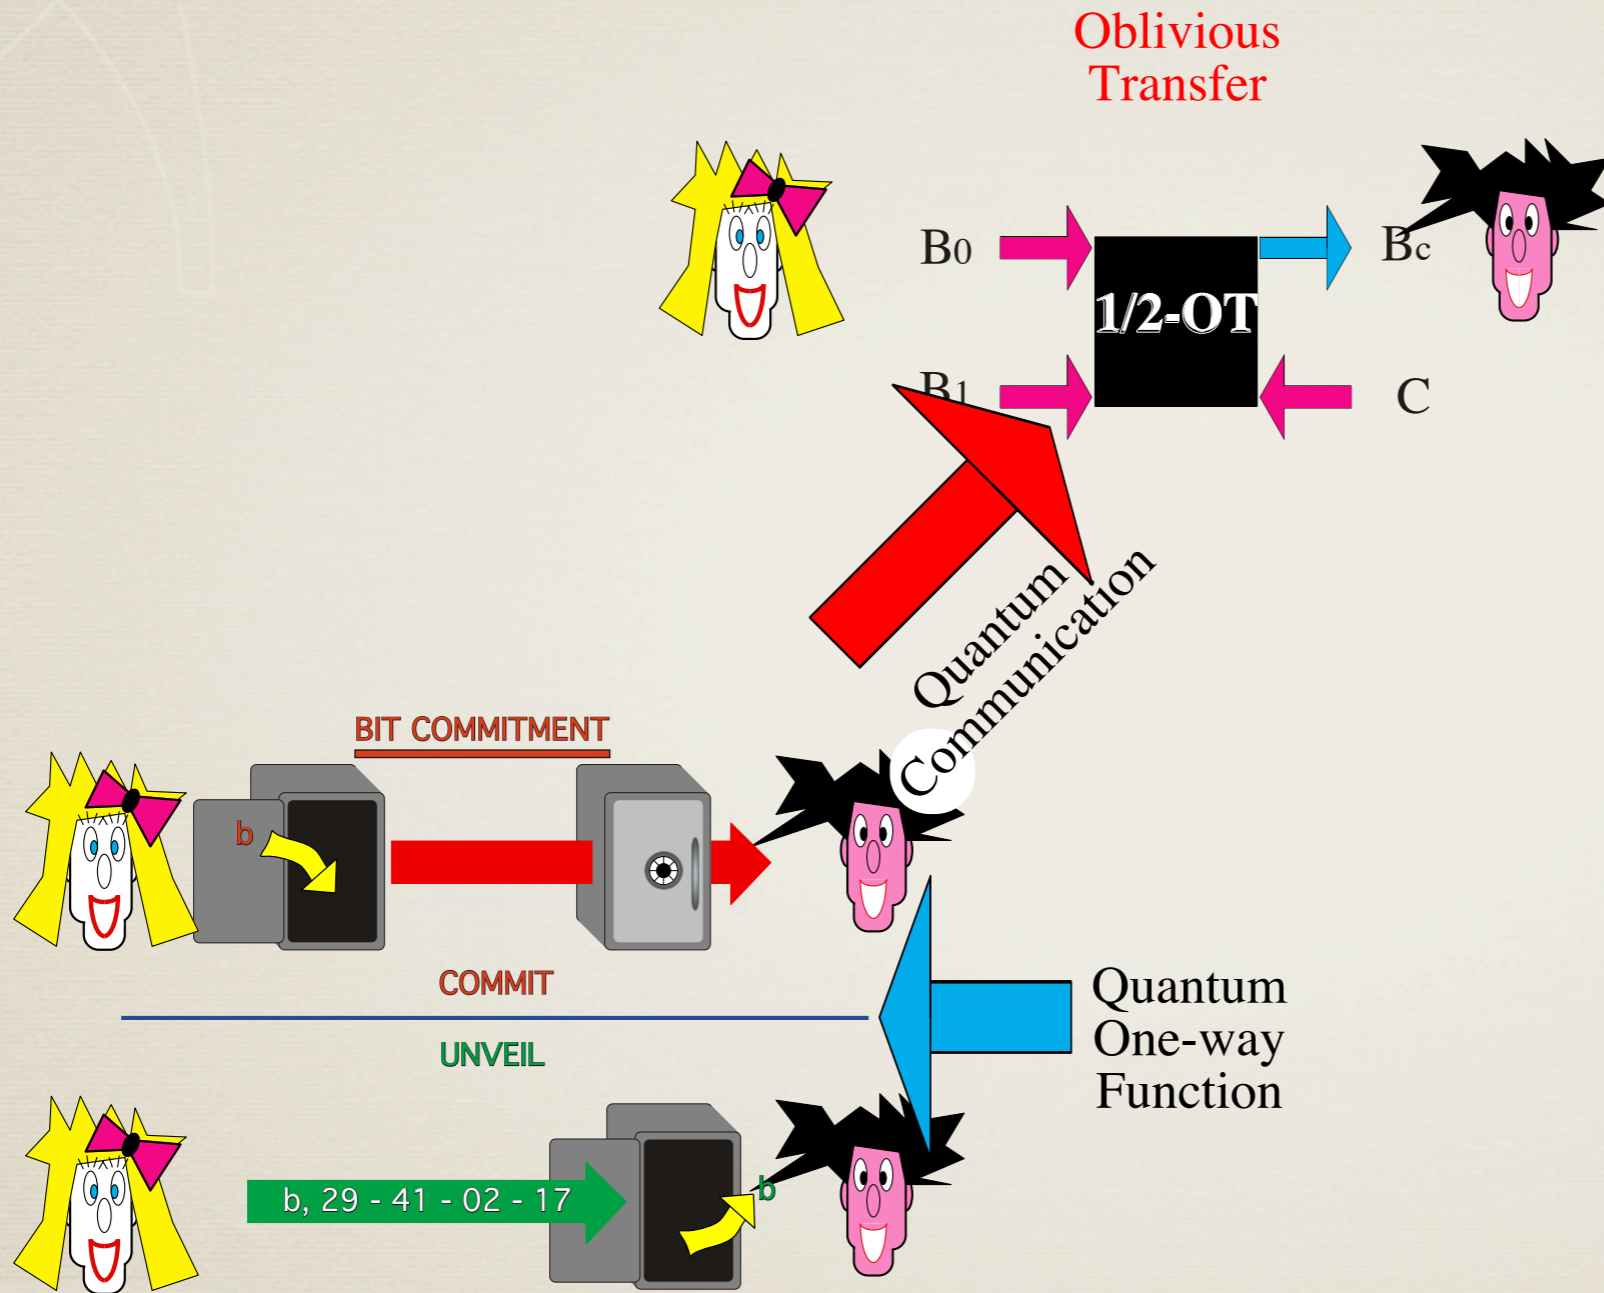 Oblivious
Transfer
B0
Bc
1/2-OT
B1
C
Quantum
Communication
BIT COMMITMENT
b
COMMIT
UNVEIL
Quantum
One-way
Function
b, 29 - 41 - 02 - 17
b